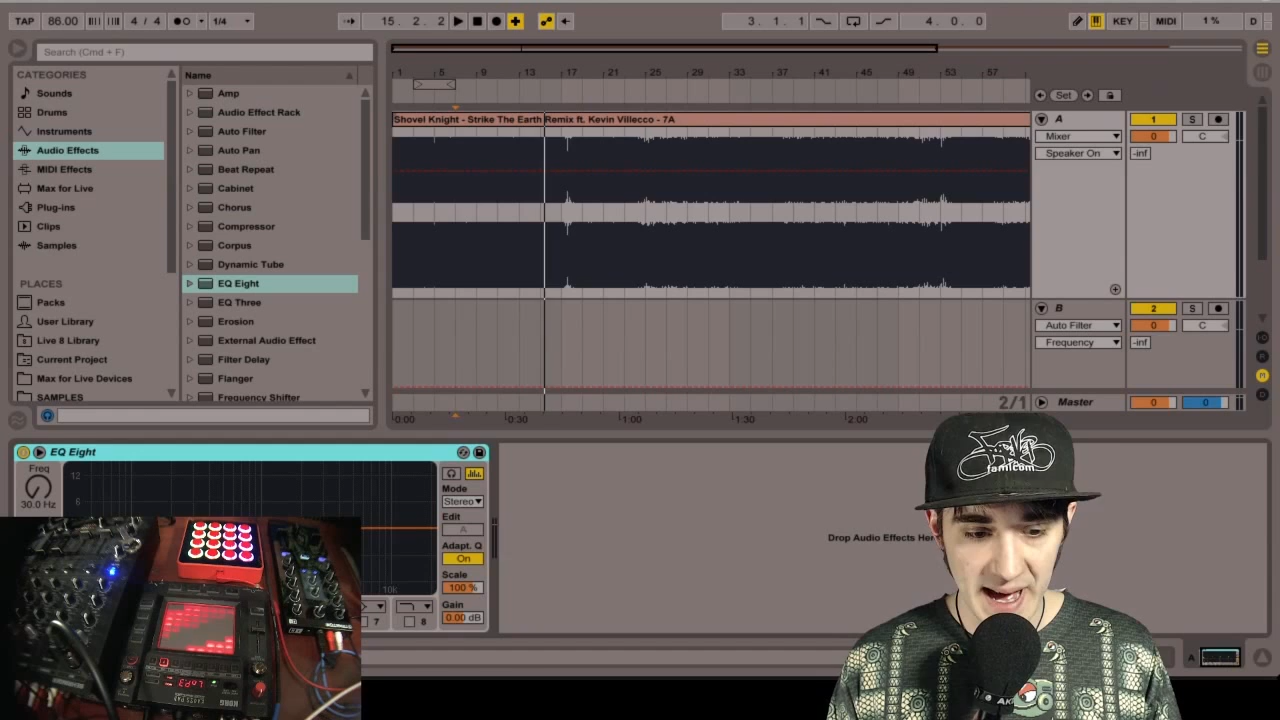 TAP 86.00 4 / 4 1/4 15. 2. 2 3. 1. 1 4. 0. 0 KEY MIDI 1 % D
Search (Cmd + F)
CATEGORIES
Sounds
Drums
Instruments
Audio Effects
MIDI Effects
Max for Live
Plug-ins
Clips
Samples
PLACES
Packs
User Library
Live 8 Library
Current Project
Max for Live Devices
SAMPLES
Name
Amp
Audio Effect Rack
Auto Filter
Auto Pan
Beat Repeat
Cabinet
Chorus
Compressor
Corpus
Dynamic Tube
EQ Eight
EQ Three
Erosion
External Audio Effect
Filter Delay
Flanger
Frequency Shifter
1 5 9 13 17 21 25 29 33 37 41 45 49 53 57
Set
Shovel Knight - Strike The Earth Remix ft. Kevin Villecco - 7A
A 1 S
Mixer 0 C
Speaker On -inf
B 2 S
Auto Filter 0 C
Frequency -inf
2/1 Master 0 0
0:00 0:30 1:00 1:30 2:00
EQ Eight
Freq
30.0 Hz
12
6
10k
Mode
Stereo
Edit
A
Adapt. Q
On
Scale
100 %
Gain
0.00 dB
7 8
Drop Audio Effects Her
A
famicom
KORG
AK